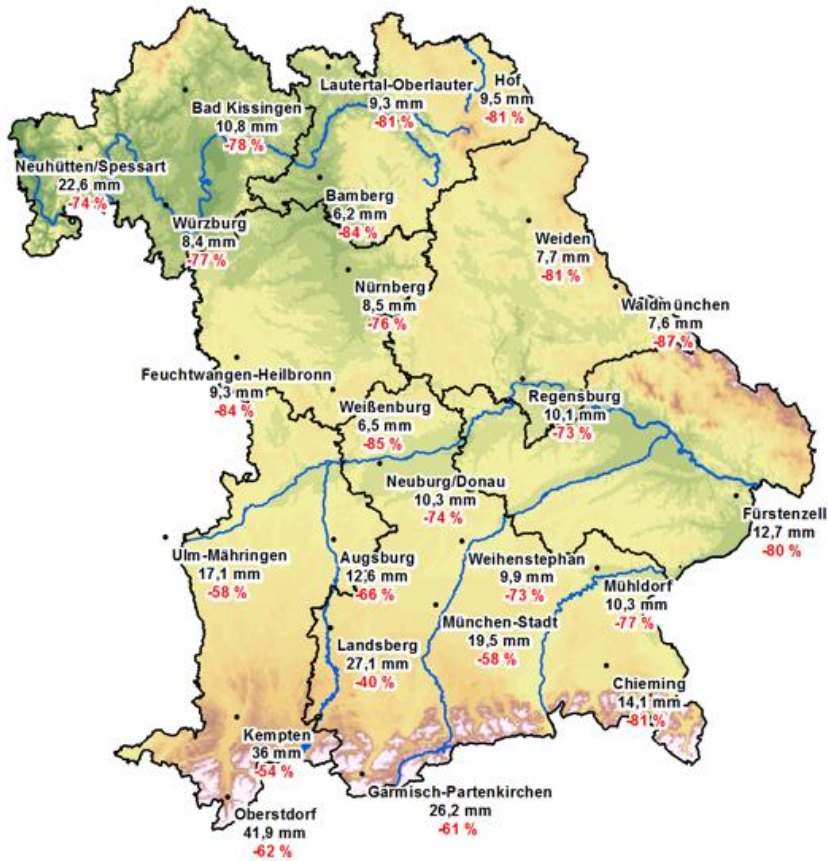 Lautertal-Oberlauter
9,3 mm
-81 %
Hof
9,5 mm
-81 %
Bad Kissingen
10,8 mm
-78 %
Neuhütten/Spessart
22,6 mm
-74 %
Bamberg
6,2 mm
-84 %
Würzburg
8,4 mm
-77 %
Weiden
7,7 mm
-81 %
Nürnberg
8,5 mm
-76 %
Waldmünchen
7,6 mm
-87 %
Feuchtwangen-Heilbronn
9,3 mm
-84 %
Weißenburg
6,5 mm
-85 %
Regensburg
10,1 mm
-73 %
Neuburg/Donau
10,3 mm
-74 %
Fürstenzell
12,7 mm
-80 %
Ulm-Mähringen
17,1 mm
-58 %
Augsburg
12,6 mm
-66 %
Weihenstephan
9,9 mm
-73 %
Mühldorf
10,3 mm
-77 %
München-Stadt
19,5 mm
-58 %
Landsberg
27,1 mm
-40 %
Chieming
14,1 mm
-81 %
Kempten
36 mm
-54 %
Garmisch-Partenkirchen
26,2 mm
-61 %
Oberstdorf
41,9 mm
-62 %